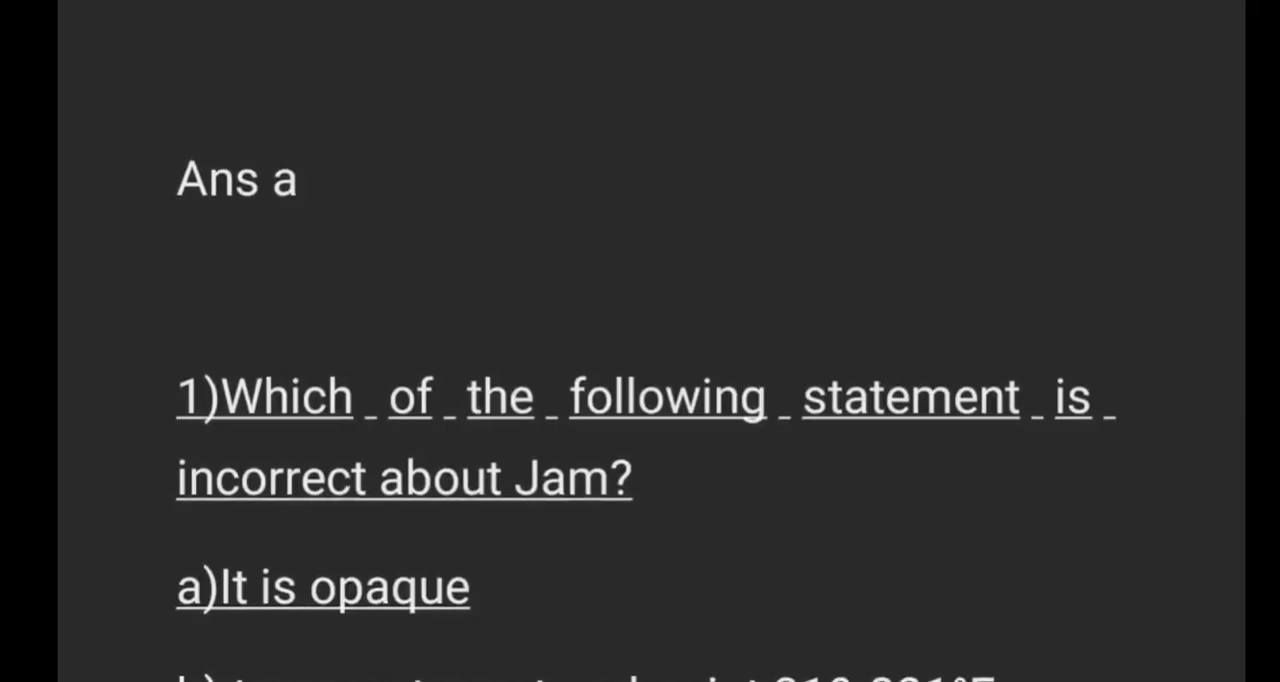 Ans a
1)Which of the following statement is
incorrect about Jam?
a)It is opaque